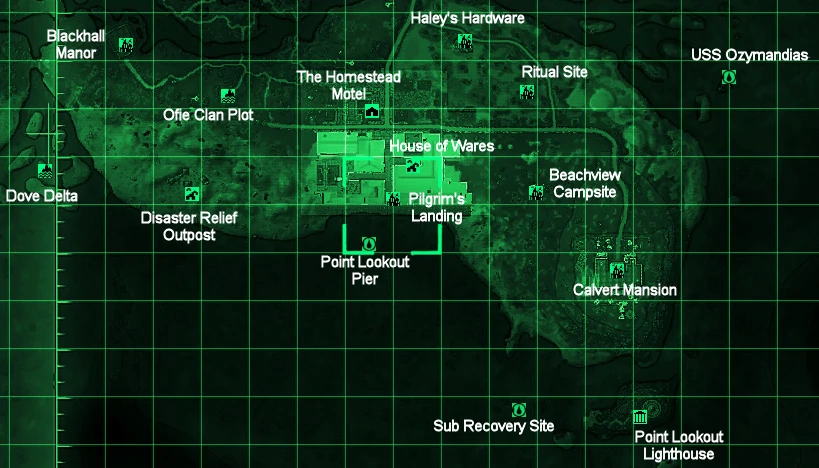 Haley's Hardware
Blackhall
Manor
USS Ozymandias
The Homestead
Motel
Ritual Site
Ofie Clan Plot
House of Wares
Beachview
Campsite
Dove Delta
Disaster Relief
Outpost
Pilgrim's
Landing
Point Lookout
Pier
Calvert Mansion
Sub Recovery Site
Point Lookout
Lighthouse